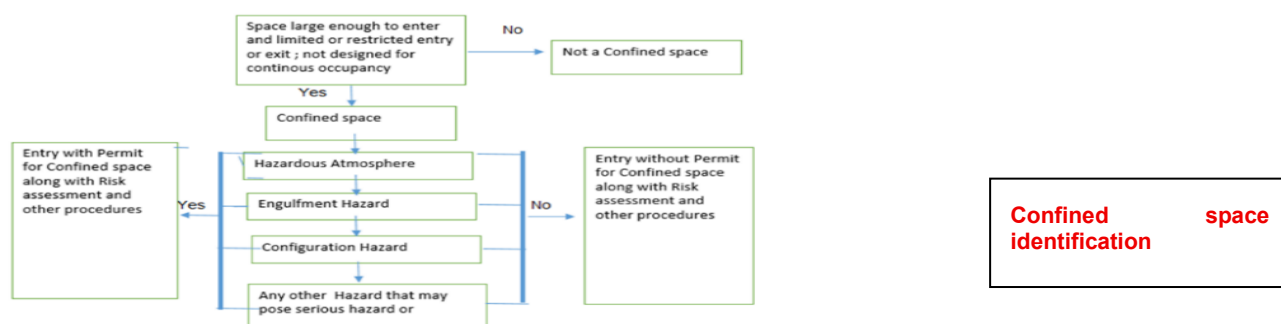 Space large enough to enter
and limited or restricted entry
or exit ; not designed for
continous occupancy
No
Not a Confined space
Yes
Confined space
Entry with Permit
for Confined space
along with Risk
assessment and
other procedures
Yes
Hazardous Atmosphere
Engulfment Hazard
Configuration Hazard
Any other Hazard that may
pose serious hazard or
No
Entry without Permit
for Confined space
along with Risk
assessment and
other procedures
Confined space
identification